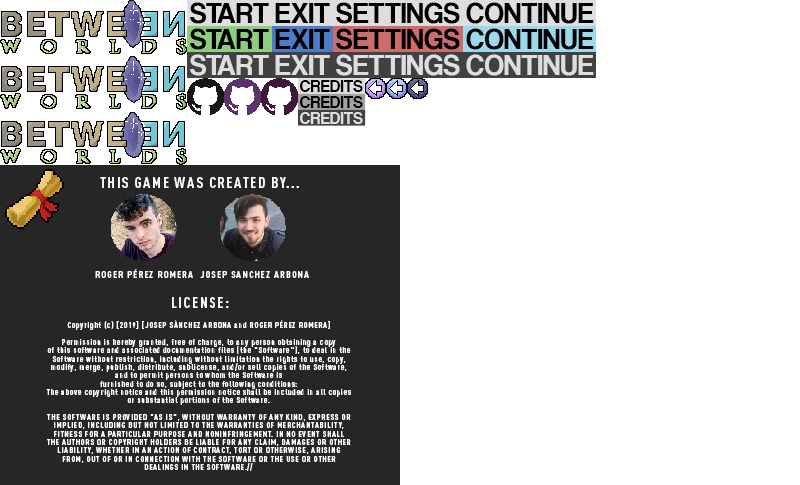 BETWEEN
WORLDS
BETWEEN
WORLDS
BETWEEN
WORLDS
START EXIT SETTINGS CONTINUE
START EXIT SETTINGS CONTINUE
START EXIT SETTINGS CONTINUE
CREDITS
CREDITS
CREDITS
THIS GAME WAS CREATED BY...
ROGER PÉREZ ROMERA JOSEP SANCHEZ ARBONA
LICENSE:
Copyright (c) [2019] [JOSEP SÀNCHEZ ARBONA and ROGER PÉREZ ROMERA]
Permission is hereby granted, free of charge, to any person obtaining a copy
of this software and associated documentation files (the "Software"), to deal in the
Software without restriction, including without limitation the rights to use, copy,
modify, merge, publish, distribute, sublicense, and/or sell copies of the Software,
and to permit persons to whom the Software is
furnished to do so, subject to the following conditions:
The above copyright notice and this permission notice shall be included in all copies
or substantial portions of the Software.
THE SOFTWARE IS PROVIDED "AS IS", WITHOUT WARRANTY OF ANY KIND, EXPRESS OR
IMPLIED, INCLUDING BUT NOT LIMITED TO THE WARRANTIES OF MERCHANTABILITY,
FITNESS FOR A PARTICULAR PURPOSE AND NONINFRINGEMENT. IN NO EVENT SHALL
THE AUTHORS OR COPYRIGHT HOLDERS BE LIABLE FOR ANY CLAIM, DAMAGES OR OTHER
LIABILITY, WHETHER IN AN ACTION OF CONTRACT, TORT OR OTHERWISE, ARISING
FROM, OUT OF OR IN CONNECTION WITH THE SOFTWARE OR THE USE OR OTHER
DEALINGS IN THE SOFTWARE.//